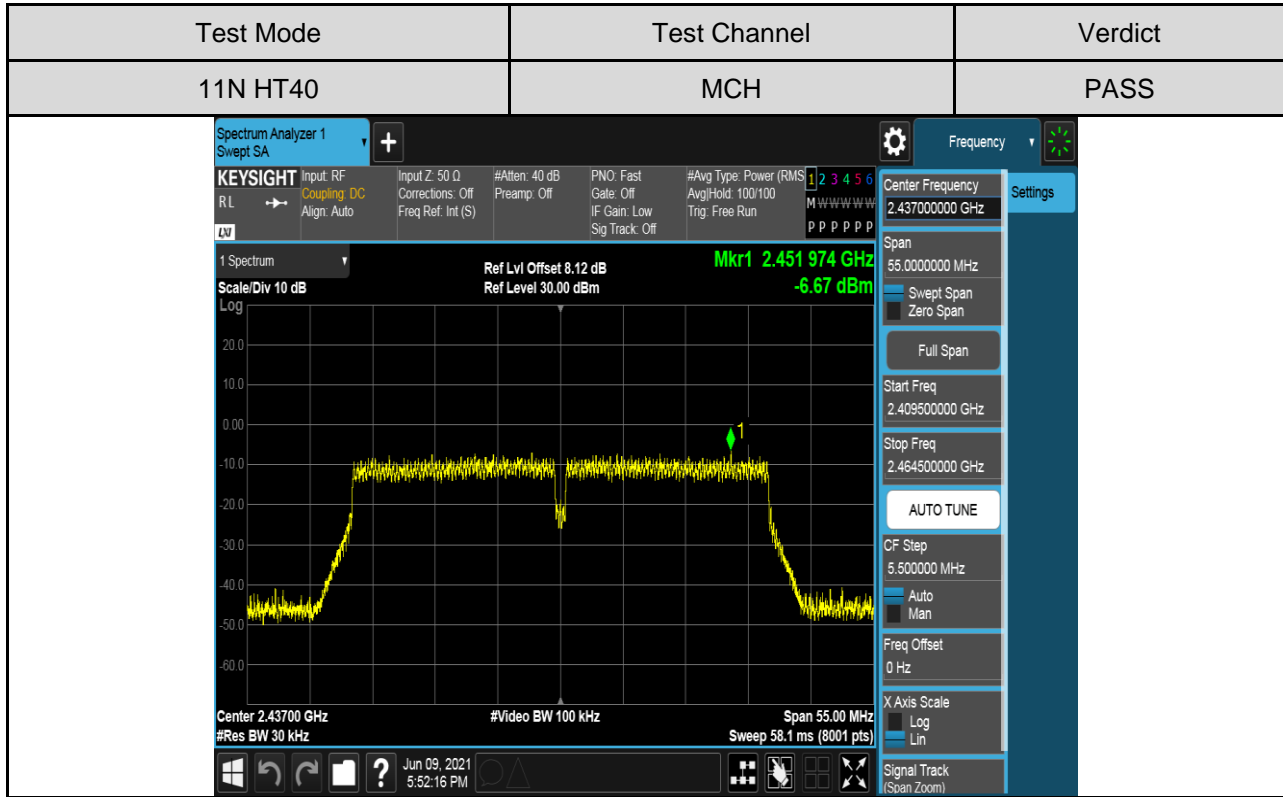 Test Mode Test Channel Verdict
11N HT40 MCH PASS
Spectrum Analyzer 1
Swept SA
+
Frequency
KEYSIGHT
RL
LXI
Input: RF
Coupling: DC
Align: Auto
Input Z: 50 Ω
Corrections: Off
Freq Ref: Int (S)
#Atten: 40 dB
Preamp: Off
PNO: Fast
Gate: Off
IF Gain: Low
Sig Track: Off
#Avg Type: Power (RMS
Avg|Hold: 100/100
Trig: Free Run
1 2 3 4 5 6
M W W W W W
P P P P P P
1 Spectrum
Scale/Div 10 dB
Log
Ref Lvl Offset 8.12 dB
Ref Level 30.00 dBm
Mkr1 2.451 974 GHz
-6.67 dBm
20.0
10.0
0.00
-10.0
-20.0
-30.0
-40.0
-50.0
-60.0
1
Center 2.43700 GHz
#Res BW 30 kHz
#Video BW 100 kHz
Span 55.00 MHz
Sweep 58.1 ms (8001 pts)
Center Frequency
2.437000000 GHz
Settings
Span
55.0000000 MHz
Swept Span
Zero Span
Full Span
Start Freq
2.409500000 GHz
Stop Freq
2.464500000 GHz
AUTO TUNE
CF Step
5.500000 MHz
Auto
Man
Freq Offset
0 Hz
X Axis Scale
Log
Lin
Signal Track
(Span Zoom)
?
Jun 09, 2021
5:52:16 PM